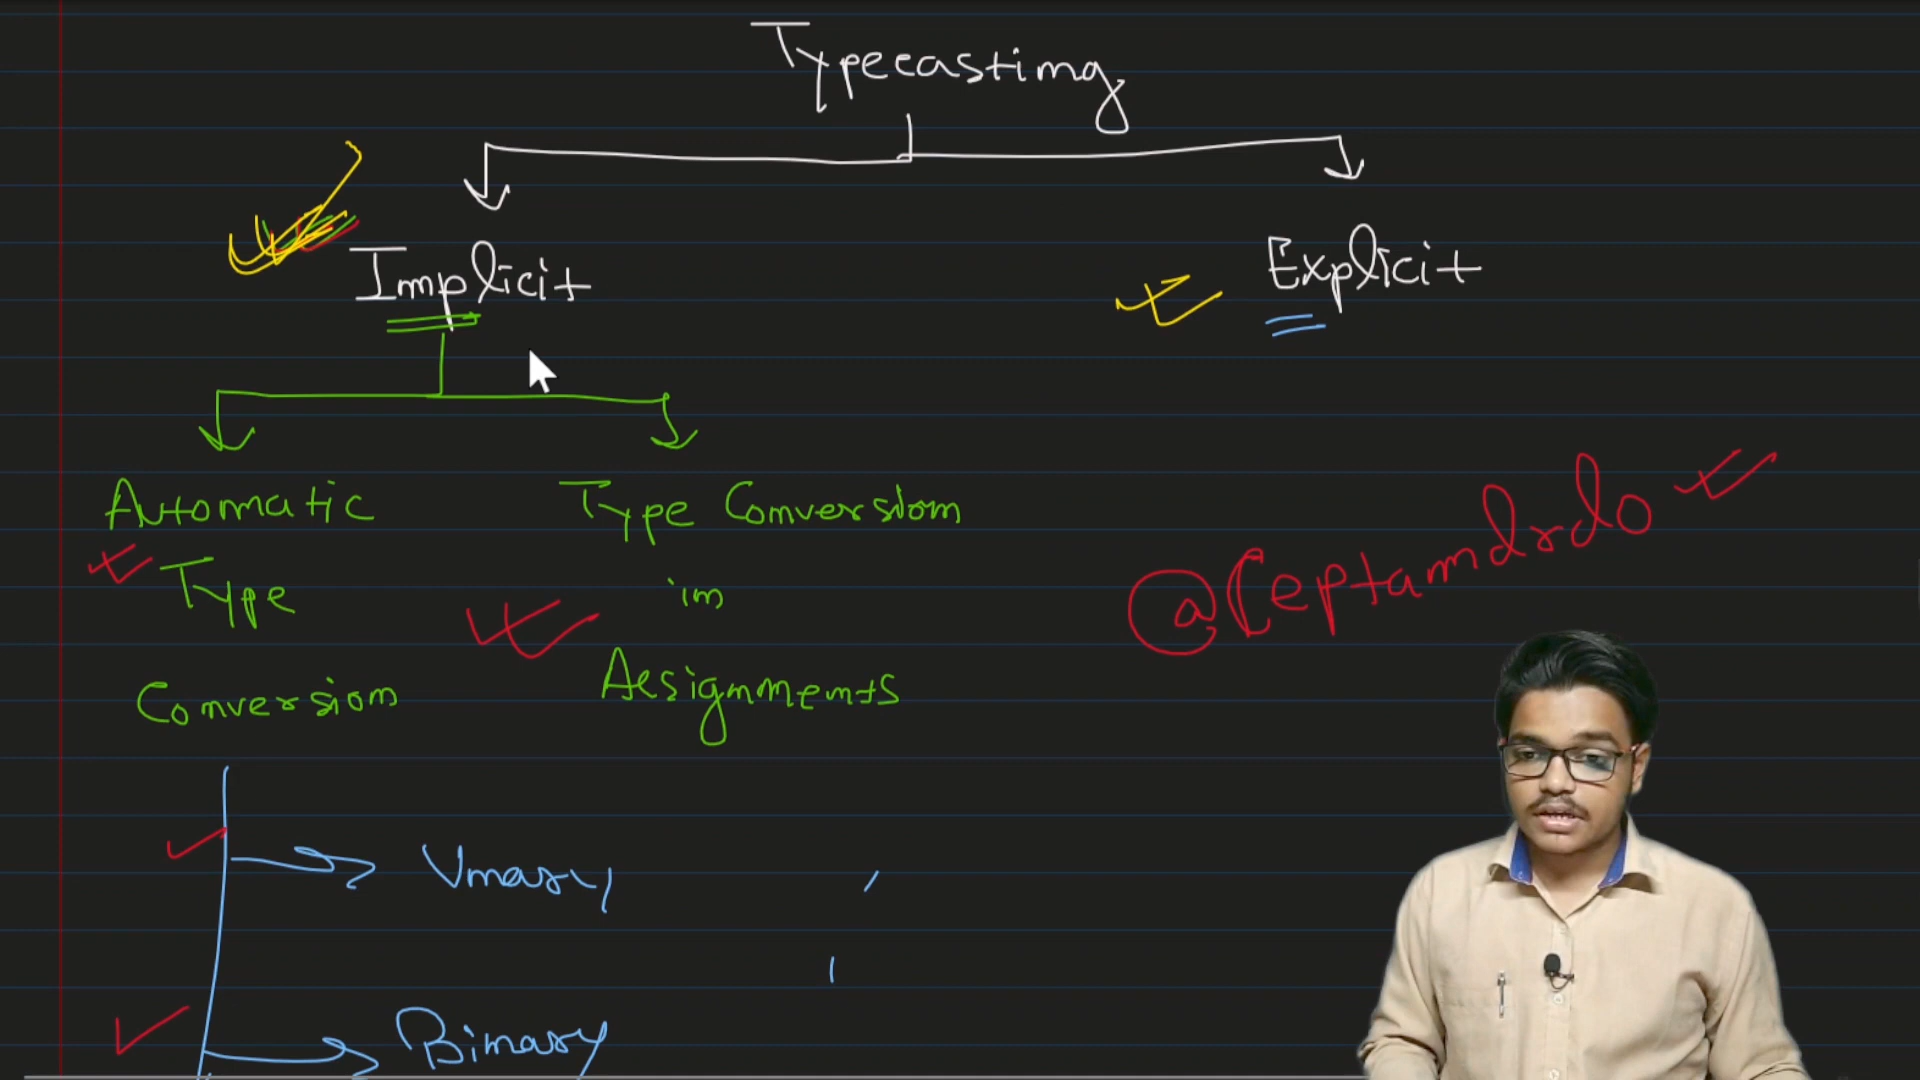 Typecasting
Implicit
Explicit
Automatic
Type
Conversion
Type Conversion
in
Assignments
@Ceptamdrdo
Unary
Binary